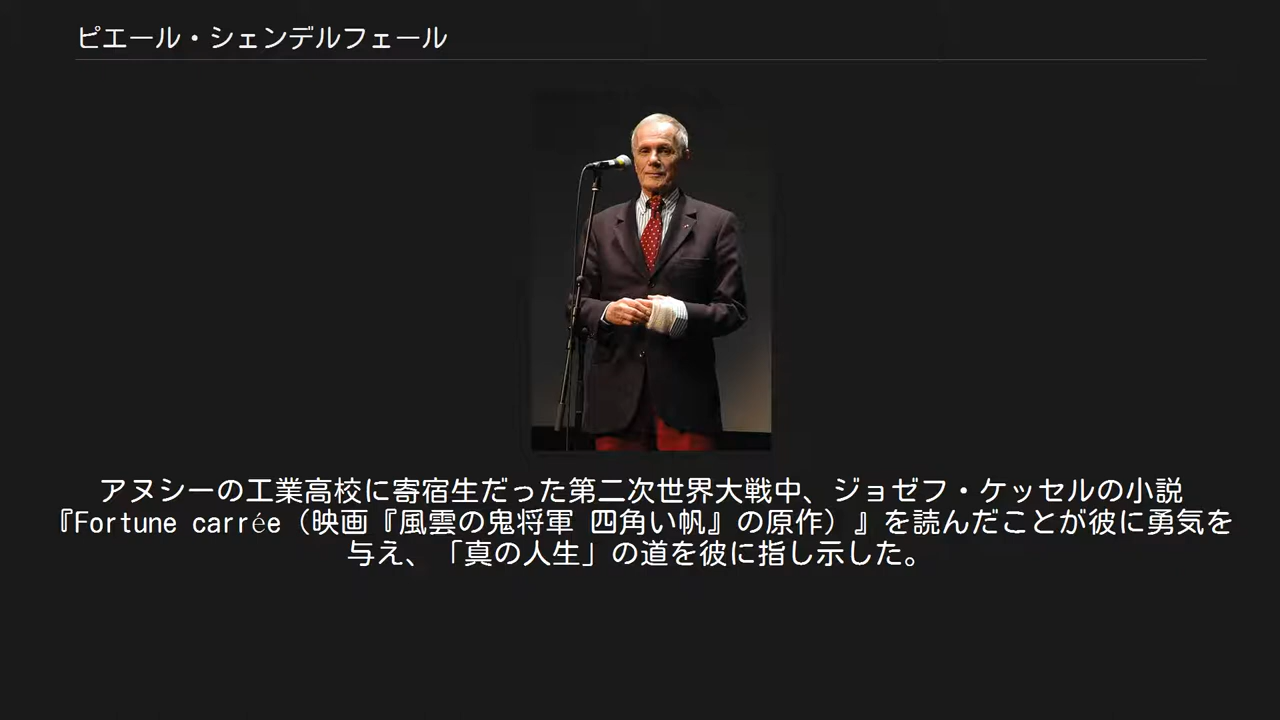 ピエール・シェンデルフェール
アヌシーの工業高校に寄宿生だった第二次世界大戦中、ジョゼフ・ケッセルの小説
『Fortune carrée（映画『風雲の鬼将軍 四角い帆』の原作）』を読んだことが彼に勇気を
与え、「真の人生」の道を彼に指し示した。